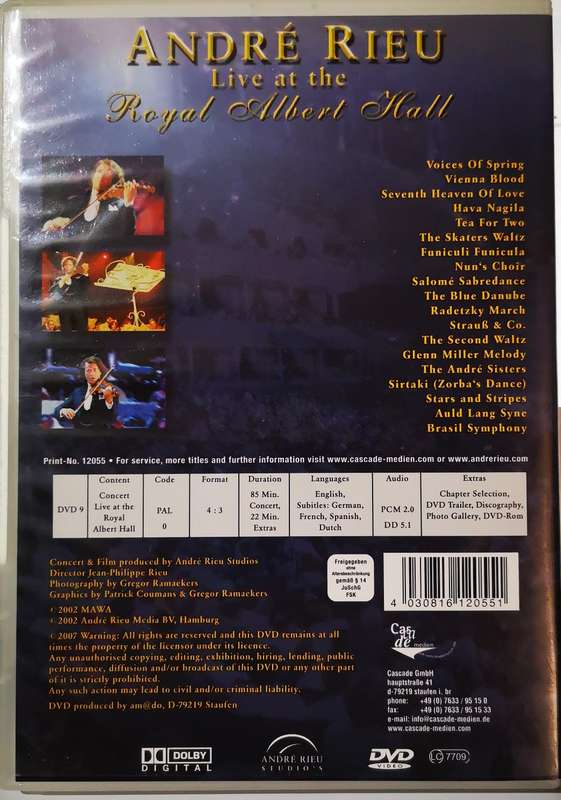 ANDRÉ RIEU
Live at the
Royal Albert Hall
Voices Of Spring
Vienna Blood
Seventh Heaven Of Love
Hava Nagila
Tea For Two
The Skaters Waltz
Funiculi Funicula
Nun's Choir
Salomé Sabredance
The Blue Danube
Radetzky March
Strauß & Co.
The Second Waltz
Glenn Miller Melody
The André Sisters
Sirtaki (Zorba's Dance)
Stars and Stripes
Auld Lang Syne
Brasil Symphony
Print-No. 12055 • For service, more titles and further information visit www.cascade-medien.com or www.andrerieu.com
Content Code Format Duration Languages Audio Extras
DVD 9
Concert
Live at the
Royal
Albert Hall
PAL
0
4 : 3
85 Min.
Concert,
22 Min.
Extras
English,
Subtitles: German,
French, Spanish,
Dutch
PCM 2.0
DD 5.1
Chapter Selection,
DVD Trailer, Discography,
Photo Gallery, DVD-Rom
Concert & Film produced by André Rieu Studios
Director Jean-Philippe Rieu
Photography by Gregor Ramaekers
Graphics by Patrick Coumans & Gregor Ramaekers
© 2002 MAWA
© 2002 André Rieu Media BV, Hamburg
© 2007 Warning: All rights are reserved and this DVD remains at all
times the property of the licensor under its licence.
Any unauthorised copying, editing, exhibition, hiring, lending, public
performance, diffusion and/or broadcast of this DVD or any other part
of it is strictly prohibited.
Any such action may lead to civil and/or criminal liability.
DVD produced by am@do, D-79219 Staufen
Freigegeben
ohne
Altersbeschränkung
gemäß § 14
JuSchG
FSK
4 030816 120551
Cascade medien
Cascade GmbH
hauptstraße 41
d-79219 staufen i. br
phone: +49 (0) 7633 / 95 15 0
fax: +49 (0) 7633 / 95 15 33
e-mail: info@cascade-medien.de
www.cascade-medien.com
DOLBY
DIGITAL
ANDRÉ RIEU
STUDIO'S
DVD
VIDEO
LC 7709